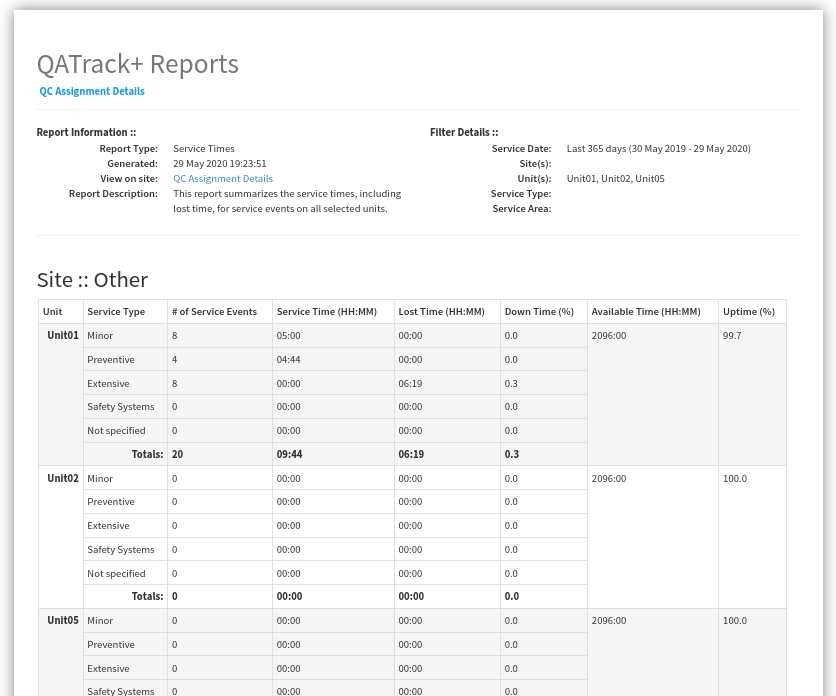 QATrack+ Reports
QC Assignment Details
Report Information ::
Report Type: Service Times
Generated: 29 May 2020 19:23:51
View on site: QC Assignment Details
Report Description: This report summarizes the service times, including
lost time, for service events on all selected units.
Filter Details ::
Service Date: Last 365 days (30 May 2019 - 29 May 2020)
Site(s):
Unit(s): Unit01, Unit02, Unit05
Service Type:
Service Area:
Site :: Other
Unit Service Type # of Service Events Service Time (HH:MM) Lost Time (HH:MM) Down Time (%) Available Time (HH:MM) Uptime (%)
Unit01 Minor 8 05:00 00:00 0.0 2096:00 99.7
Preventive 4 04:44 00:00 0.0
Extensive 8 00:00 06:19 0.3
Safety Systems 0 00:00 00:00 0.0
Not specified 0 00:00 00:00 0.0
Totals: 20 09:44 06:19 0.3
Unit02 Minor 0 00:00 00:00 0.0 2096:00 100.0
Preventive 0 00:00 00:00 0.0
Extensive 0 00:00 00:00 0.0
Safety Systems 0 00:00 00:00 0.0
Not specified 0 00:00 00:00 0.0
Totals: 0 00:00 00:00 0.0
Unit05 Minor 0 00:00 00:00 0.0 2096:00 100.0
Preventive 0 00:00 00:00 0.0
Extensive 0 00:00 00:00 0.0
Safety Systems 0 00:00 00:00 0.0